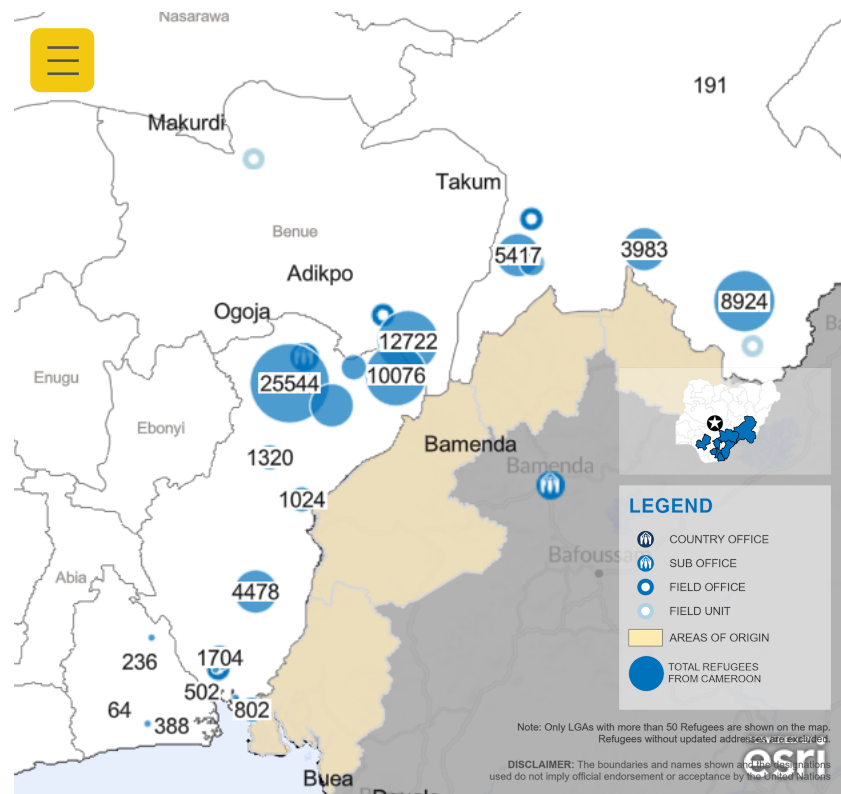 Nasarawa
191
Makurdi
Takum
Benue
5417
3983
Adikpo
8924
Ogoja
12722
10076
25544
Enugu
Ebonyi
Bamenda
Bamenda
1320
1024
LEGEND
COUNTRY OFFICE
SUB OFFICE
FIELD OFFICE
FIELD UNIT
AREAS OF ORIGIN
TOTAL REFUGEES
FROM CAMEROON
Abia
4478
236
1704
502
64
388
802
Note: Only LGAs with more than 50 Refugees are shown on the map.
Refugees without updated addresses are excluded.
esri
DISCLAIMER: The boundaries and names shown and the designations
used do not imply official endorsement or acceptance by the United Nations
Buea